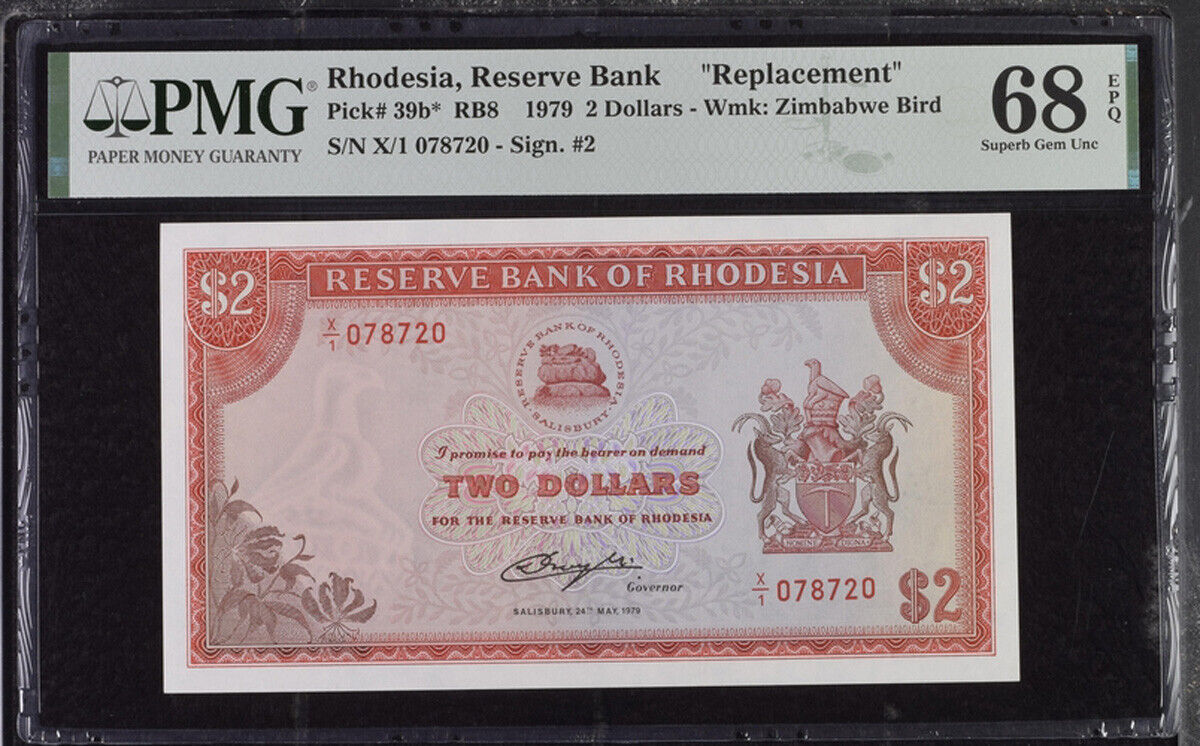 PMG®
PAPER MONEY GUARANTY
Rhodesia, Reserve Bank "Replacement"
Pick# 39b* RB8 1979 2 Dollars - Wmk: Zimbabwe Bird
S/N X/1 078720 - Sign. #2
68 EPQ
Superb Gem Unc
$2 RESERVE BANK OF RHODESIA $2
X/1 078720
RESERVE BANK OF RHODESIA
SALISBURY
I promise to pay the bearer on demand
TWO DOLLARS
FOR THE RESERVE BANK OF RHODESIA
NOMINE DIGNA
Governor
X/1 078720 $2
SALISBURY, 24TH MAY, 1979